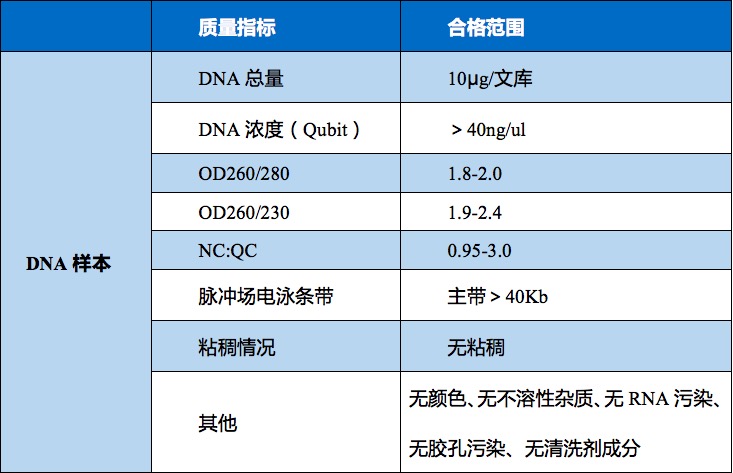 质量指标 合格范围
DNA 总量 10μg/文库
DNA 浓度（Qubit） ＞40ng/ul
OD260/280 1.8-2.0
OD260/230 1.9-2.4
DNA 样本
NC:QC 0.95-3.0
脉冲场电泳条带 主带＞40Kb
粘稠情况 无粘稠
其他
无颜色、无不溶性杂质、无 RNA 污染、
无胶孔污染、无清洗剂成分